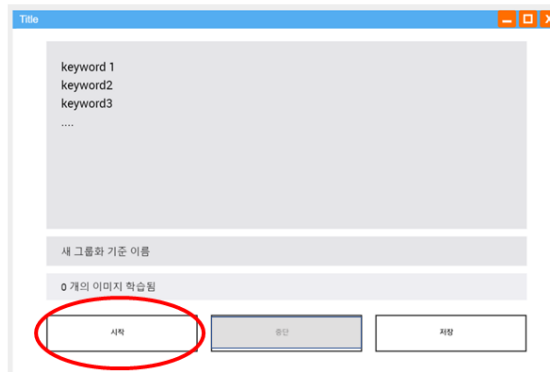 Title
keyword 1
keyword2
keyword3
....
새 그룹화 기준 이름
0 개의 이미지 학습됨
시작
중단
저장